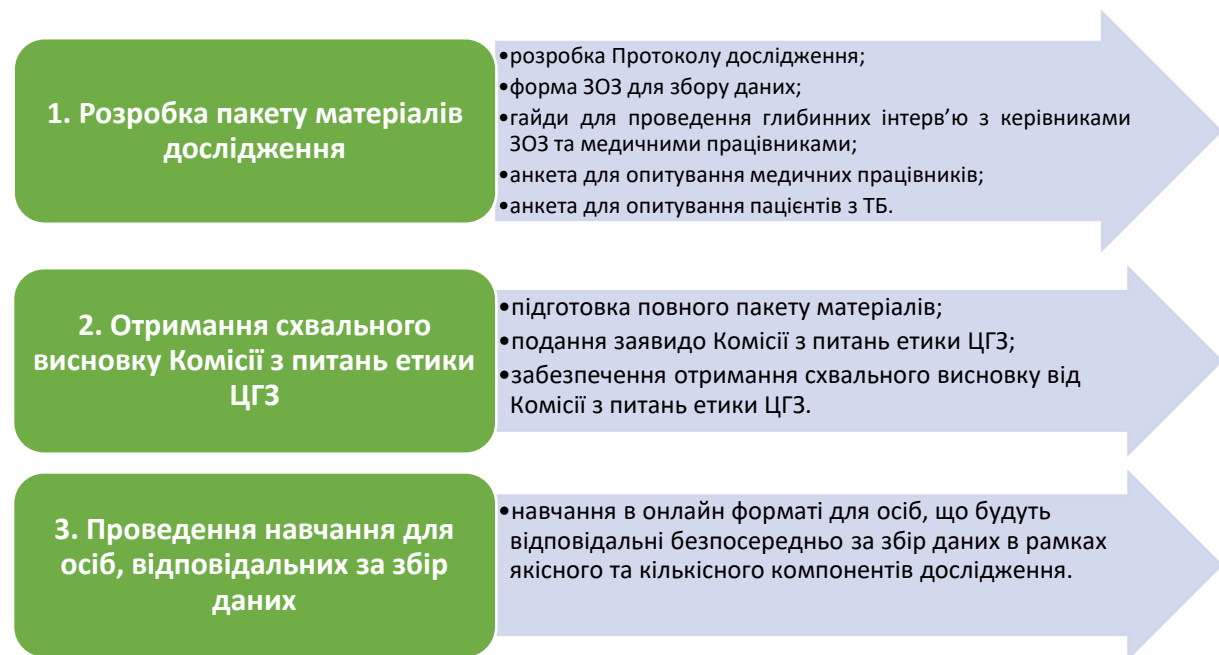 1. Розробка пакету матеріалів
дослідження
•розробка Протоколу дослідження;
•форма ЗОЗ для збору даних;
•гайди для проведення глибинних інтерв’ю з керівниками
ЗОЗ та медичними працівниками;
•анкета для опитування медичних працівників;
•анкета для опитування пацієнтів з ТБ.
2. Отримання схвального
висновку Комісії з питань етики
ЦГЗ
•підготовка повного пакету матеріалів;
•подання заявидо Комісії з питань етики ЦГЗ;
•забезпечення отримання схвального висновку від
Комісії з питань етики ЦГЗ.
3. Проведення навчання для
осіб, відповідальних за збір
даних
•навчання в онлайн форматі для осіб, що будуть
відповідальні безпосередньо за збір даних в рамках
якісного та кількісного компонентів дослідження.